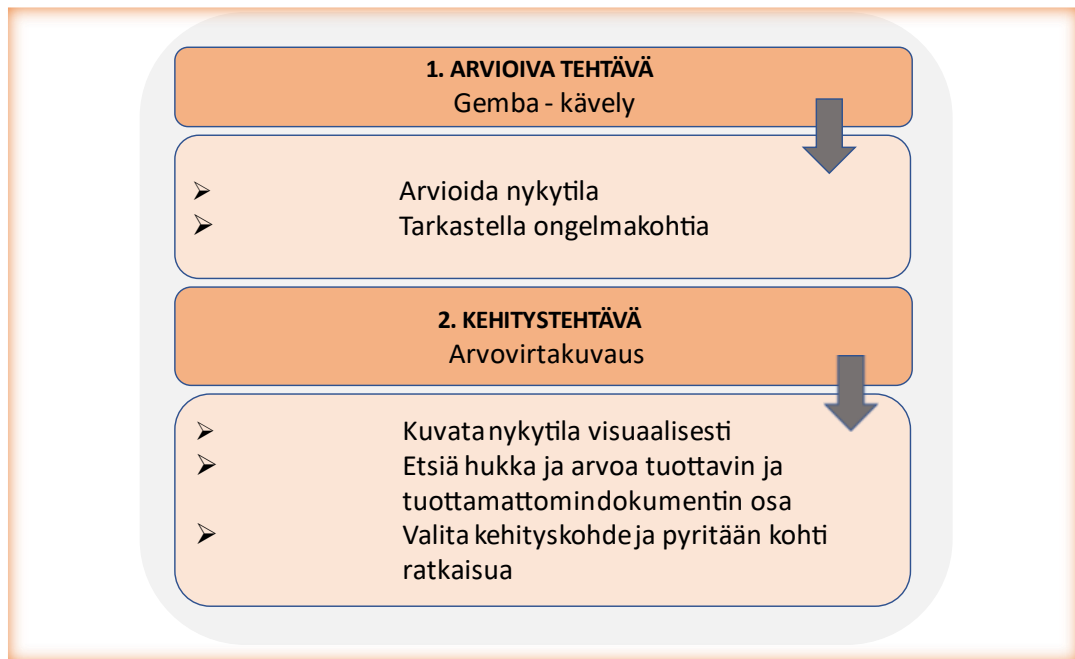 1. ARVIOIVA TEHTÄVÄ
Gemba - kävely
➢ Arvioida nykytila
➢ Tarkastella ongelmakohtia
2. KEHITYSTEHTÄVÄ
Arvovirtakuvaus
➢ Kuvata nykytila visuaalisesti
➢ Etsiä hukka ja arvoa tuottavin ja
tuottamattomin dokumentin osa
➢ Valita kehityskohde ja pyritään kohti
ratkaisua